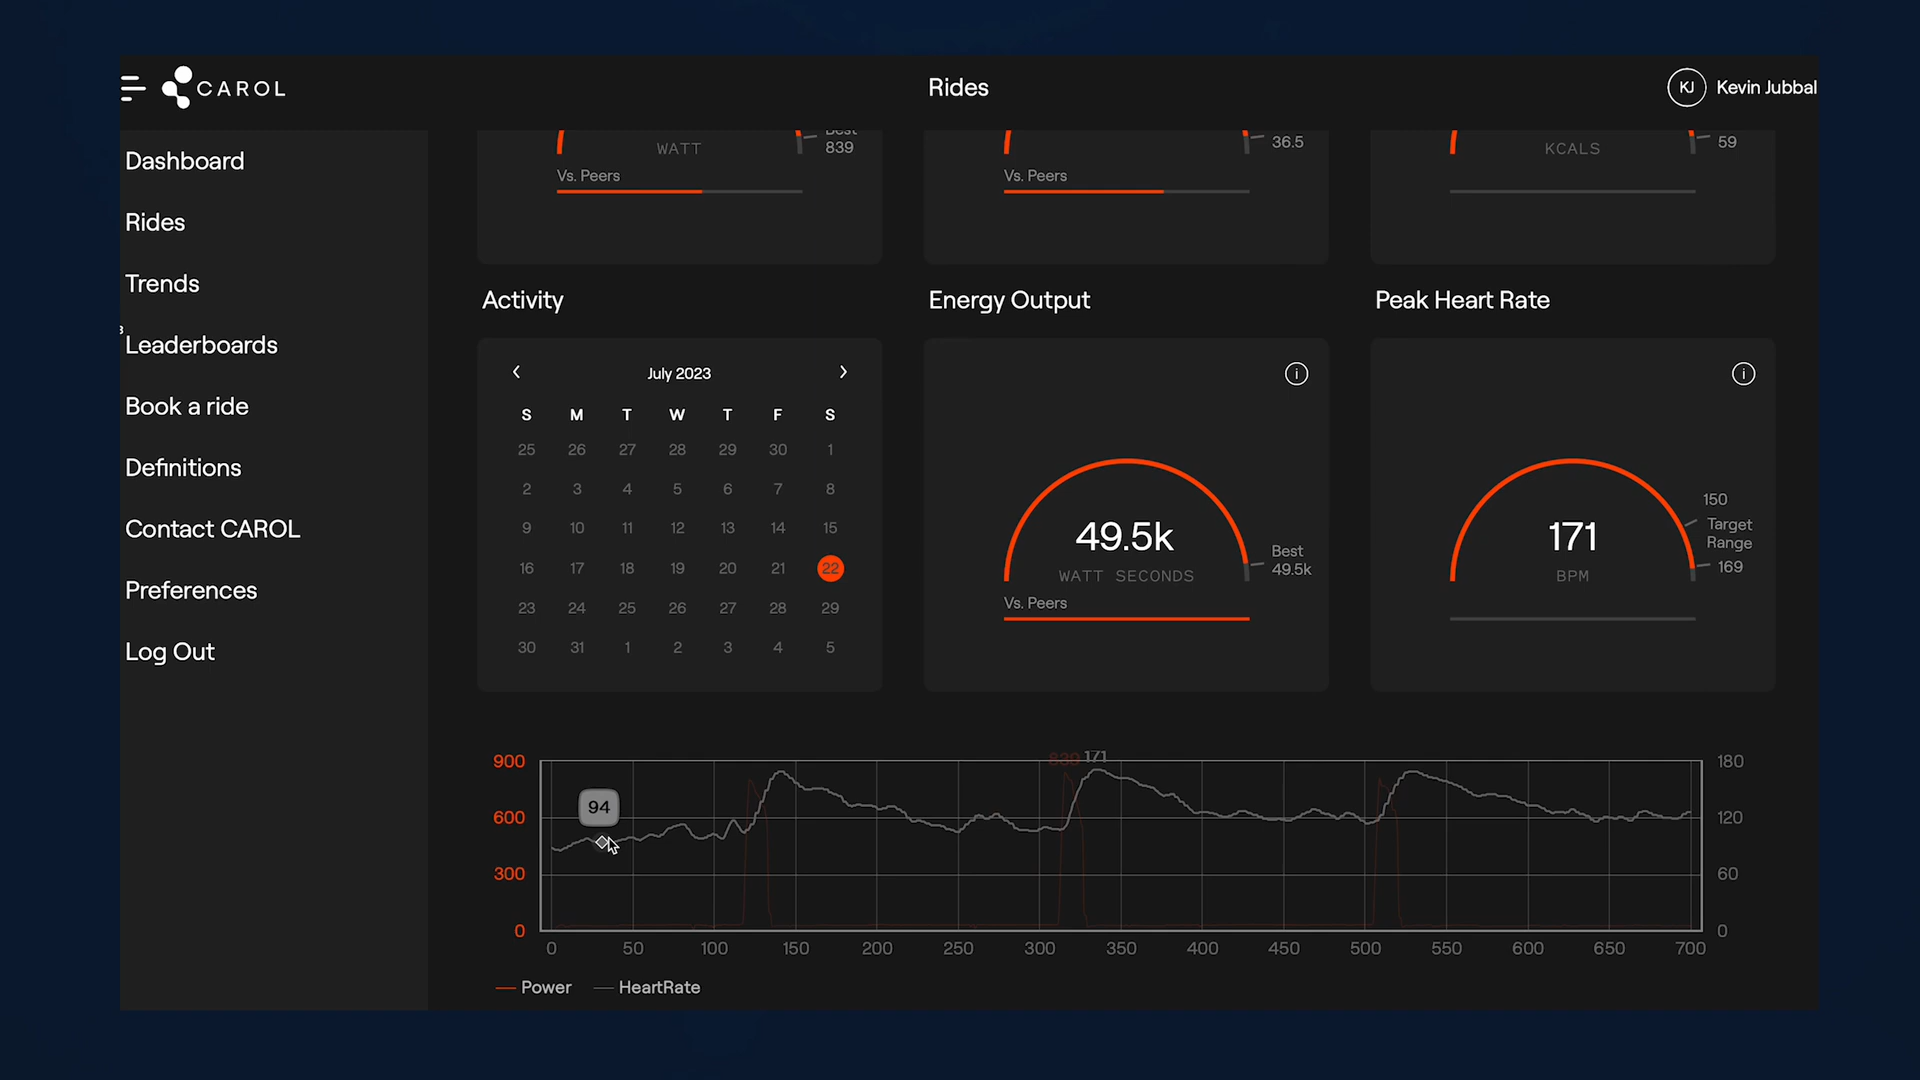 CAROL
Rides
KJ Kevin Jubbal
Dashboard
Rides
Trends
Leaderboards
Book a ride
Definitions
Contact CAROL
Preferences
Log Out
WATT
Best
839
Vs. Peers
36.5
Vs. Peers
KCALS
59
Activity
July 2023
S M T W T F S
25 26 27 28 29 30 1
2 3 4 5 6 7 8
9 10 11 12 13 14 15
16 17 18 19 20 21 22
23 24 25 26 27 28 29
30 31 1 2 3 4 5
Energy Output
i
49.5k
WATT SECONDS
Best
49.5k
Vs. Peers
Peak Heart Rate
i
171
BPM
150
Target
Range
169
171
94
900
600
300
0
180
120
60
0
0 50 100 150 200 250 300 350 400 450 500 550 600 650 700
Power HeartRate